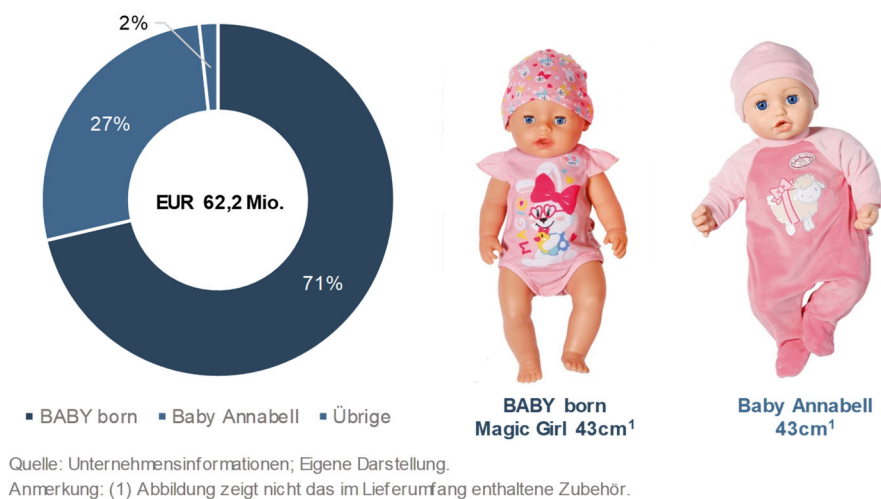 2%
27%
EUR 62,2 Mio.
71%
BABY born Baby Annabell Übrige
BABY born
Magic Girl 43cm¹
Baby Annabell
43cm¹
Quelle: Unternehmensinformationen; Eigene Darstellung.
Anmerkung: (1) Abbildung zeigt nicht das im Lieferumfang enthaltene Zubehör.